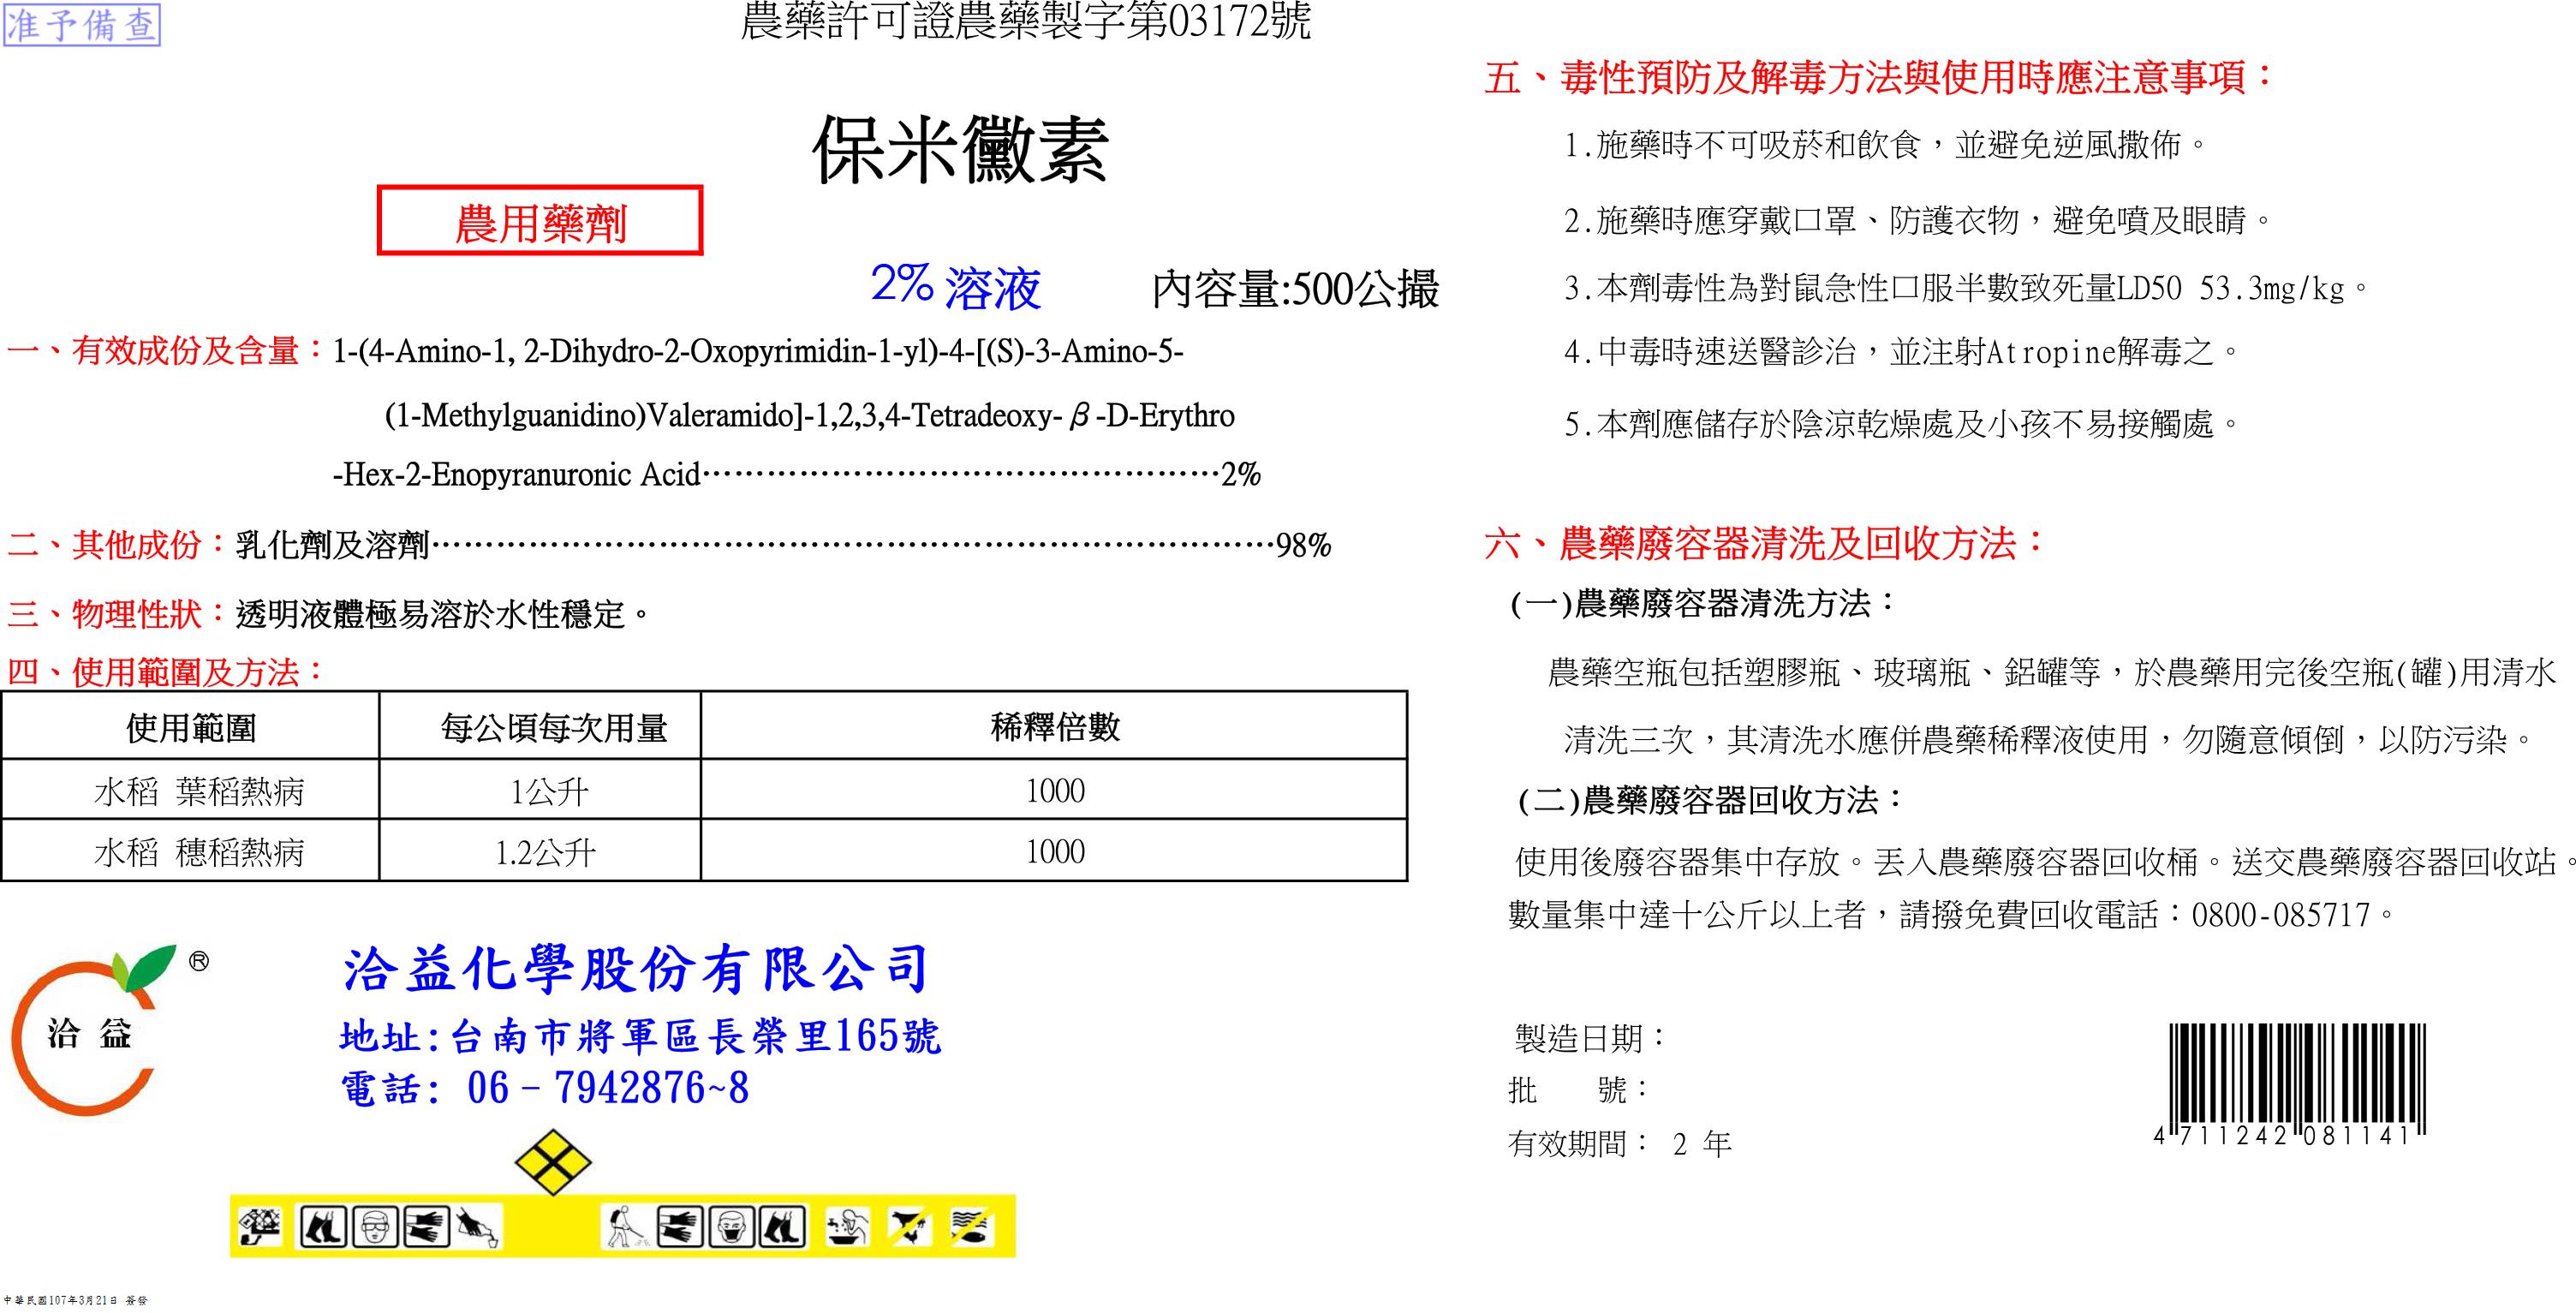 准予備查
農藥許可證農藥製字第03172號
保米黴素
農用藥劑
2% 溶液
內容量:500公撮
一、有效成份及含量：1-(4-Amino-1, 2-Dihydro-2-Oxopyrimidin-1-yl)-4-[(S)-3-Amino-5-
(1-Methylguanidino)Valeramido]-1,2,3,4-Tetradeoxy-β-D-Erythro
-Hex-2-Enopyranuronic Acid………………………………………2%
二、其他成份：乳化劑及溶劑………………………………………………………………98%
三、物理性狀：透明液體極易溶於水性穩定。
四、使用範圍及方法：
使用範圍 每公頃每次用量 稀釋倍數
水稻 葉稻熱病 1公升 1000
水稻 穗稻熱病 1.2公升 1000
洽益
®
洽益化學股份有限公司
地址:台南市將軍區長榮里165號
電話: 06-7942876~8
中華民國107年3月21日 簽發
五、毒性預防及解毒方法與使用時應注意事項：
1.施藥時不可吸菸和飲食，並避免逆風撒佈。
2.施藥時應穿戴口罩、防護衣物，避免噴及眼睛。
3.本劑毒性為對鼠急性口服半數致死量LD50 53.3mg/kg。
4.中毒時速送醫診治，並注射Atropine解毒之。
5.本劑應儲存於陰涼乾燥處及小孩不易接觸處。
六、農藥廢容器清洗及回收方法：
(一)農藥廢容器清洗方法：
農藥空瓶包括塑膠瓶、玻璃瓶、鋁罐等，於農藥用完後空瓶(罐)用清水
清洗三次，其清洗水應併農藥稀釋液使用，勿隨意傾倒，以防污染。
(二)農藥廢容器回收方法：
使用後廢容器集中存放。丟入農藥廢容器回收桶。送交農藥廢容器回收站。
數量集中達十公斤以上者，請撥免費回收電話：0800-085717。
製造日期：
批 號：
有效期間： 2 年
4 711242 081141